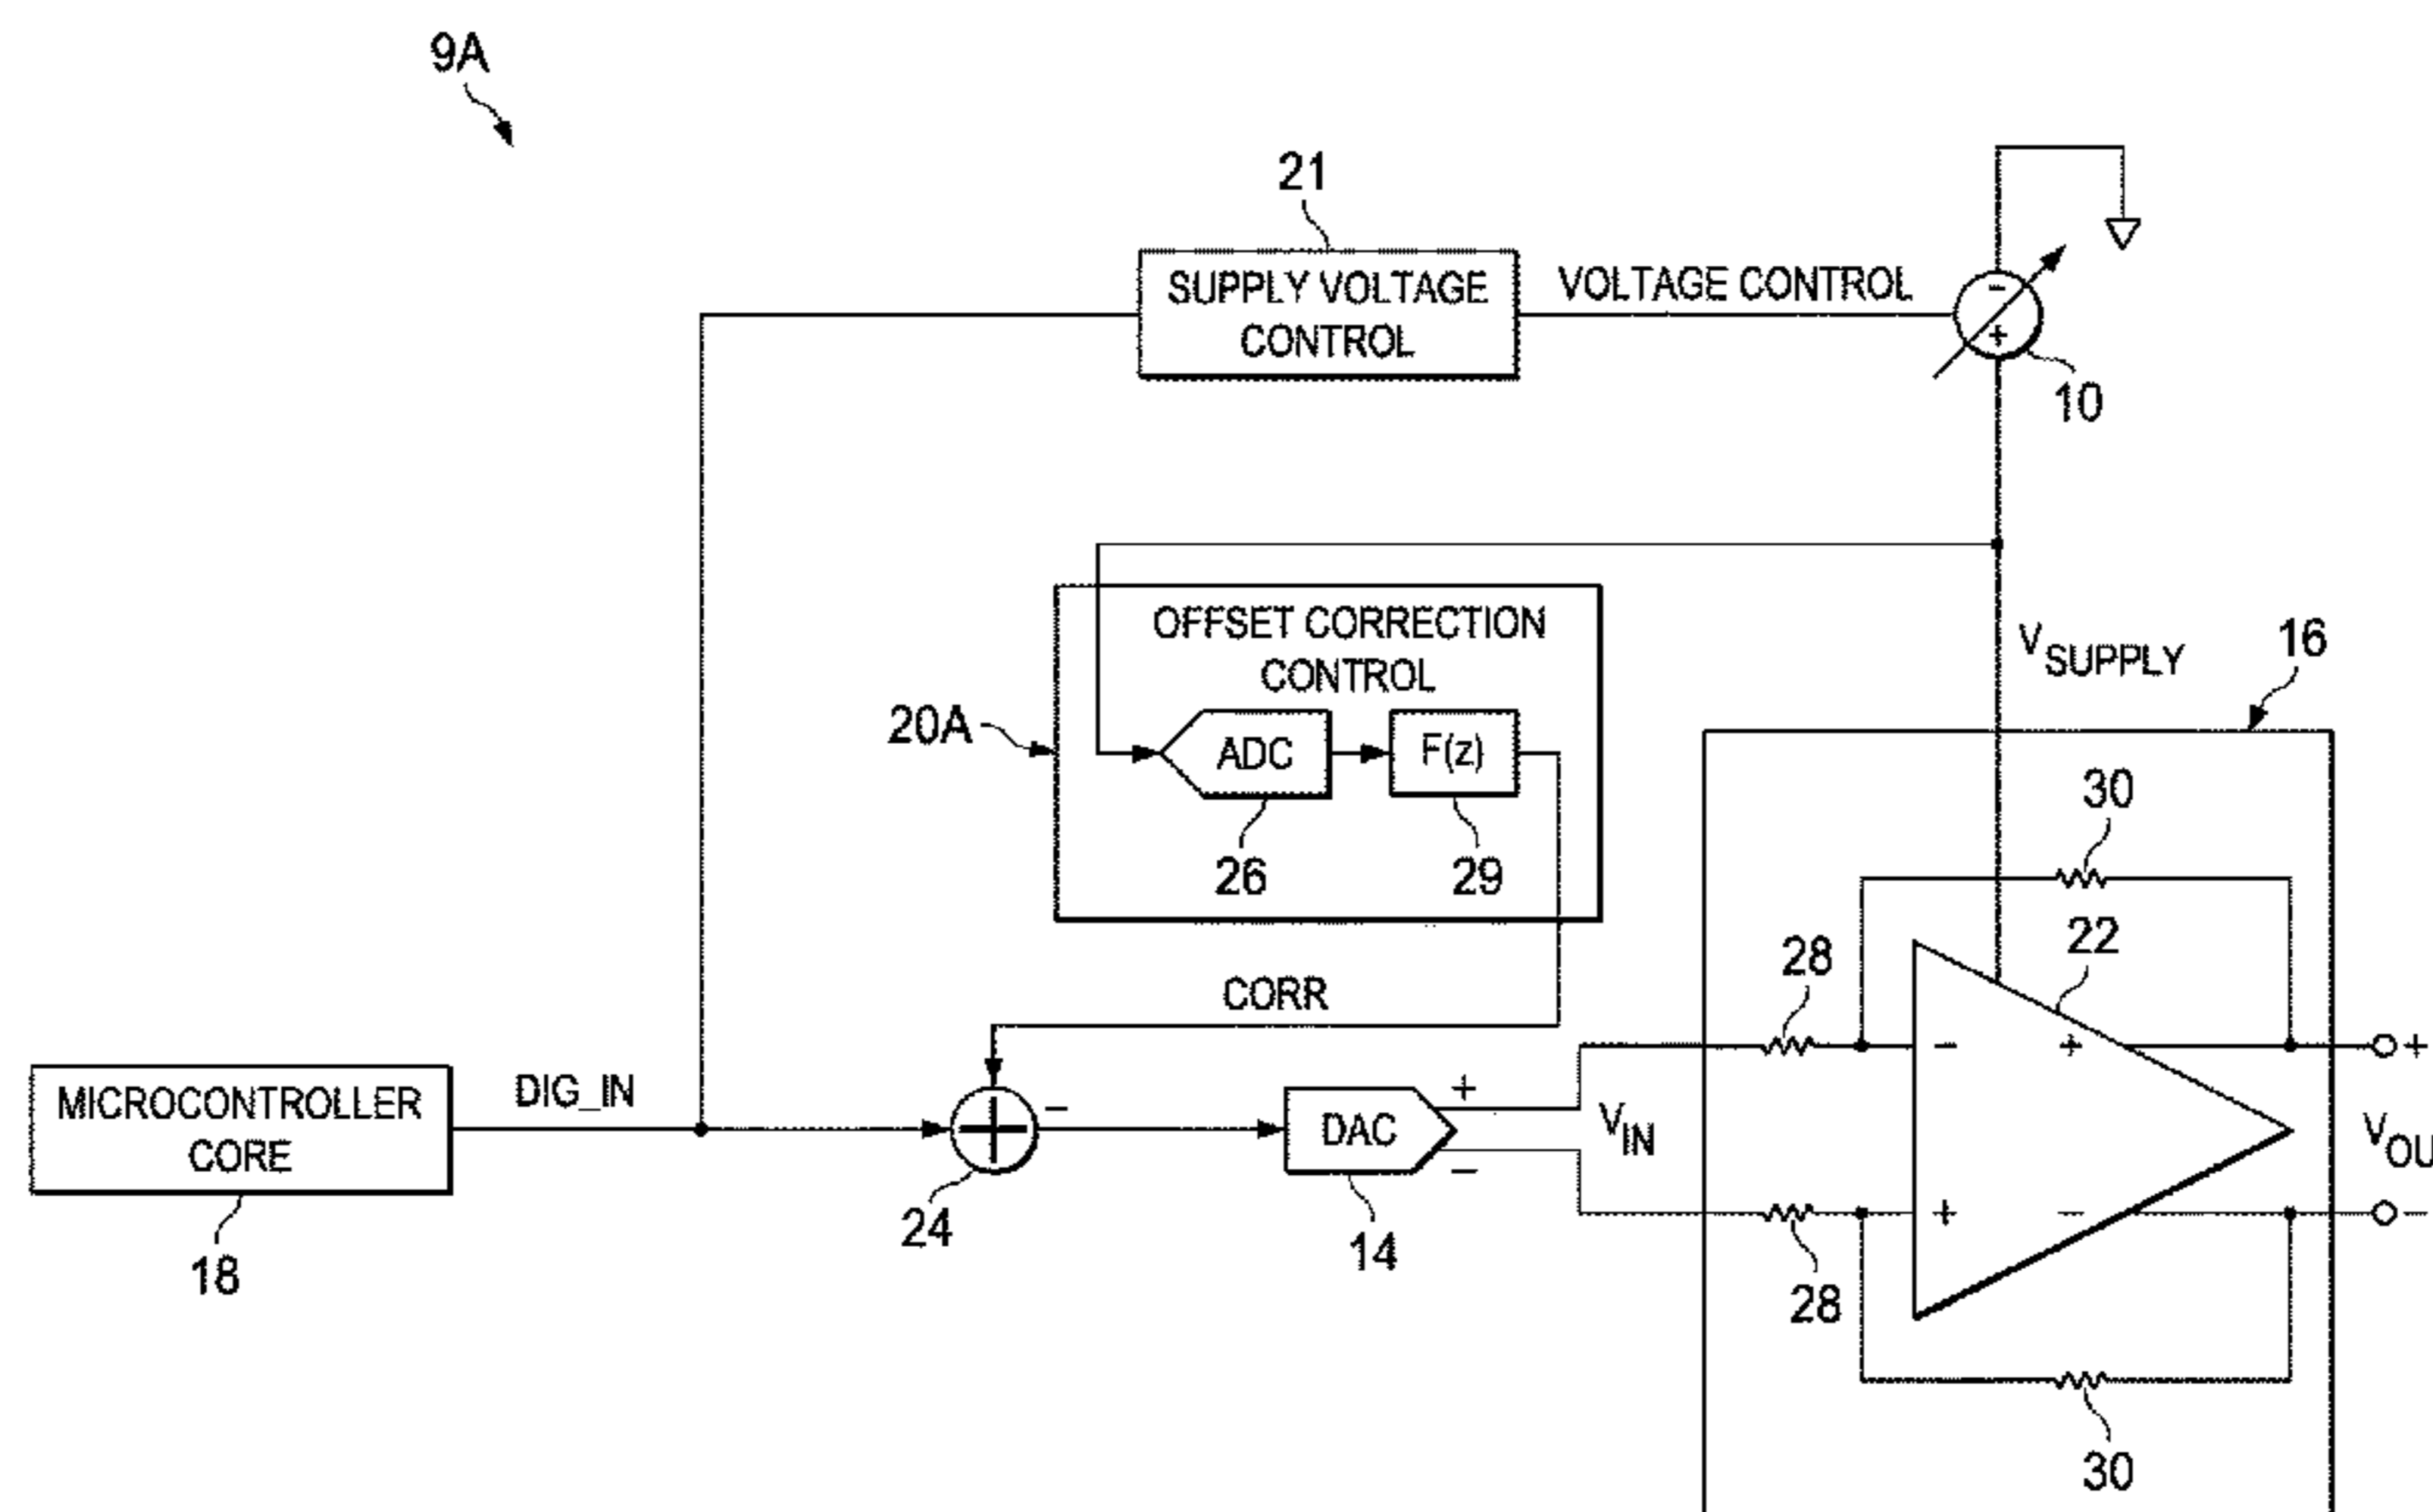 9A
21
SUPPLY VOLTAGE
CONTROL
VOLTAGE CONTROL
-
+
10
OFFSET CORRECTION
CONTROL
20A
ADC
F(z)
26
29
VSUPPLY
16
30
22
28
CORR
MICROCONTROLLER
CORE
DIG_IN
18
-
24
DAC
+
-
14
VIN
-
+
+
-
28
30
+
VOU
-